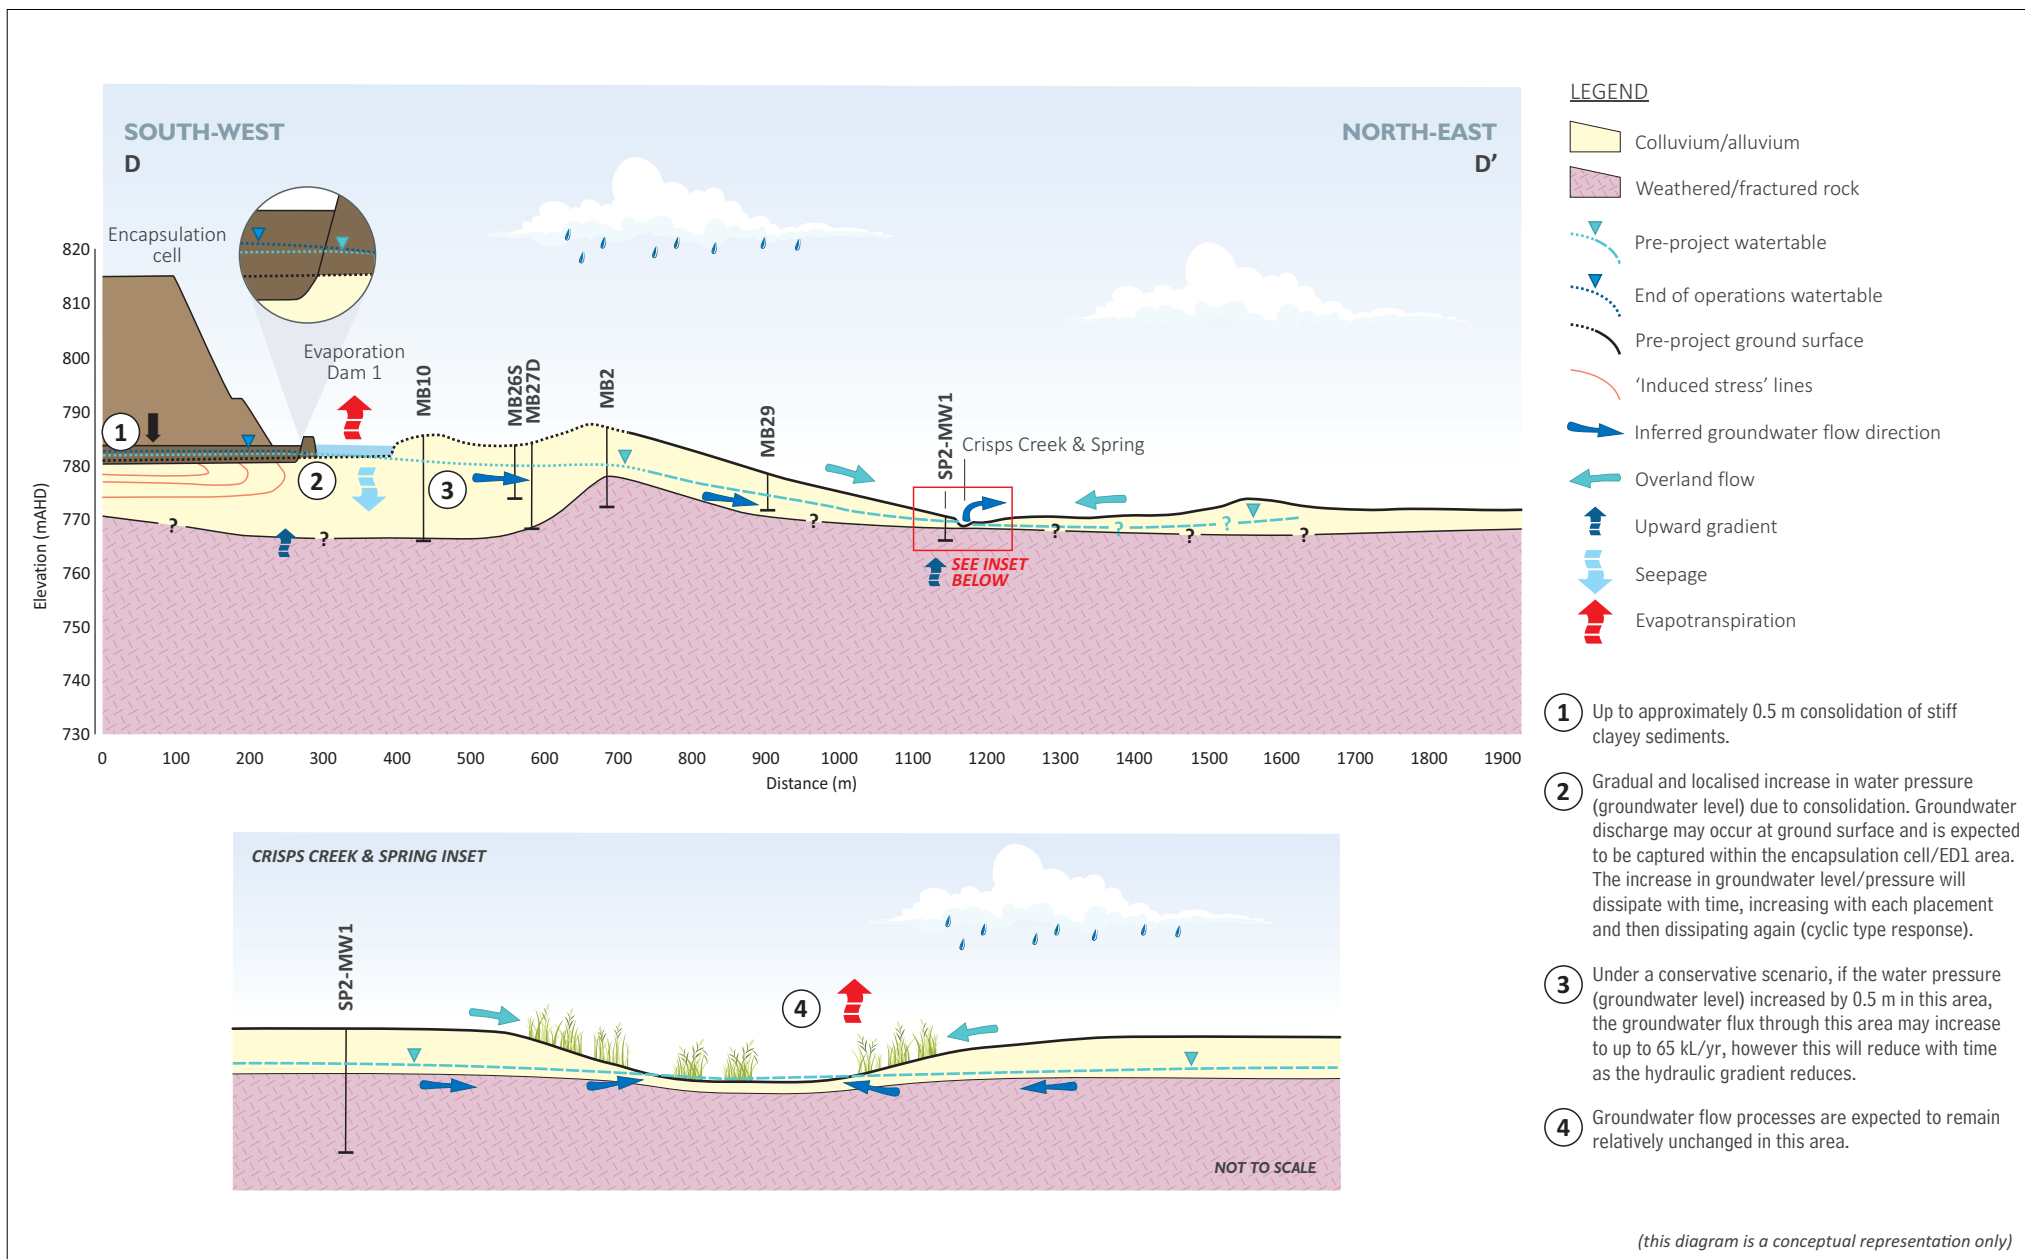 SOUTH-WEST
D
NORTH-EAST
D’
Encapsulation
cell
Evaporation
Dam 1
MB10
MB26S
MB27D
MB2
MB29
SP2-MW1
Crisps Creek & Spring
1
2
3
?
?
?
?
?
?
?
?
SEE INSET
BELOW
Elevation (mAHD)
820
810
800
790
780
770
760
750
740
730
0 100 200 300 400 500 600 700 800 900 1000 1100 1200 1300 1400 1500 1600 1700 1800 1900
Distance (m)
LEGEND
Colluvium/alluvium
Weathered/fractured rock
Pre-project watertable
End of operations watertable
Pre-project ground surface
‘Induced stress’ lines
Inferred groundwater flow direction
Overland flow
Upward gradient
Seepage
Evapotranspiration
1 Up to approximately 0.5 m consolidation of stiff
clayey sediments.
2 Gradual and localised increase in water pressure
(groundwater level) due to consolidation. Groundwater
discharge may occur at ground surface and is expected
to be captured within the encapsulation cell/ED1 area.
The increase in groundwater level/pressure will
dissipate with time, increasing with each placement
and then dissipating again (cyclic type response).
3 Under a conservative scenario, if the water pressure
(groundwater level) increased by 0.5 m in this area,
the groundwater flux through this area may increase
to up to 65 kL/yr, however this will reduce with time
as the hydraulic gradient reduces.
4 Groundwater flow processes are expected to remain
relatively unchanged in this area.
CRISPS CREEK & SPRING INSET
SP2-MW1
4
NOT TO SCALE
(this diagram is a conceptual representation only)